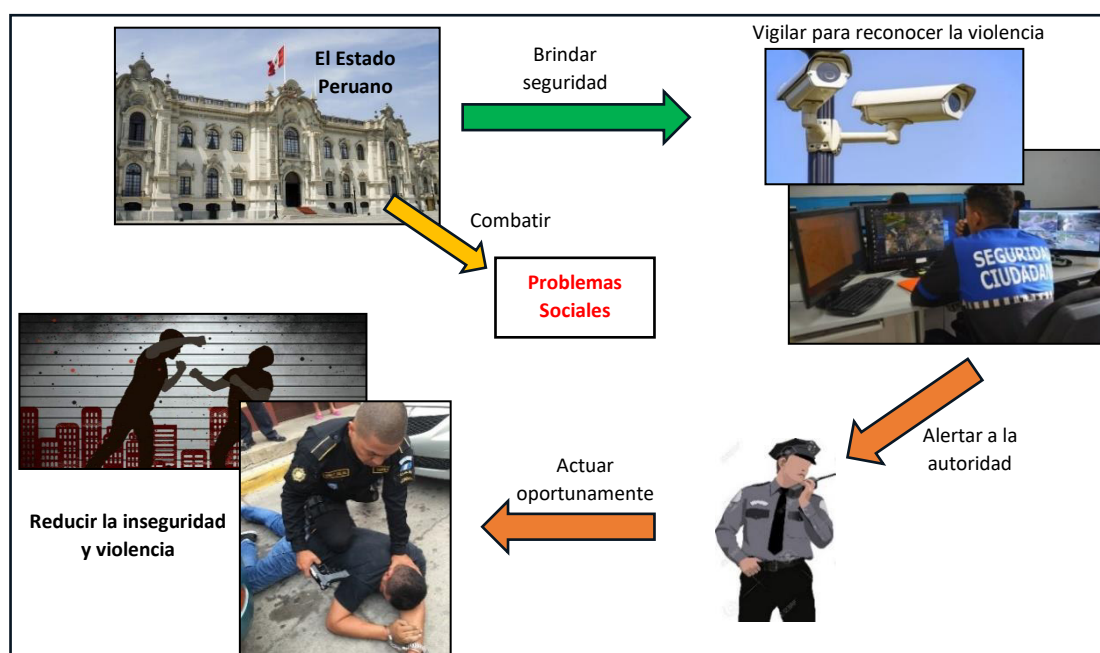 El Estado
Peruano
Brindar
seguridad
Vigilar para reconocer la violencia
SEGURIDAD
CIUDADANA
Combatir
Problemas
Sociales
Alertar a la
autoridad
Actuar
oportunamente
Reducir la inseguridad
y violencia